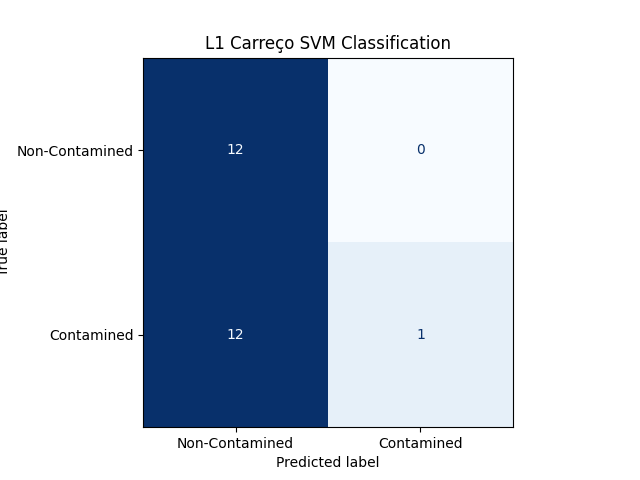 L1 Carreço SVM Classification
Non-Contamined
12
0
True label
Contamined
12
1
Non-Contamined
Contamined
Predicted label